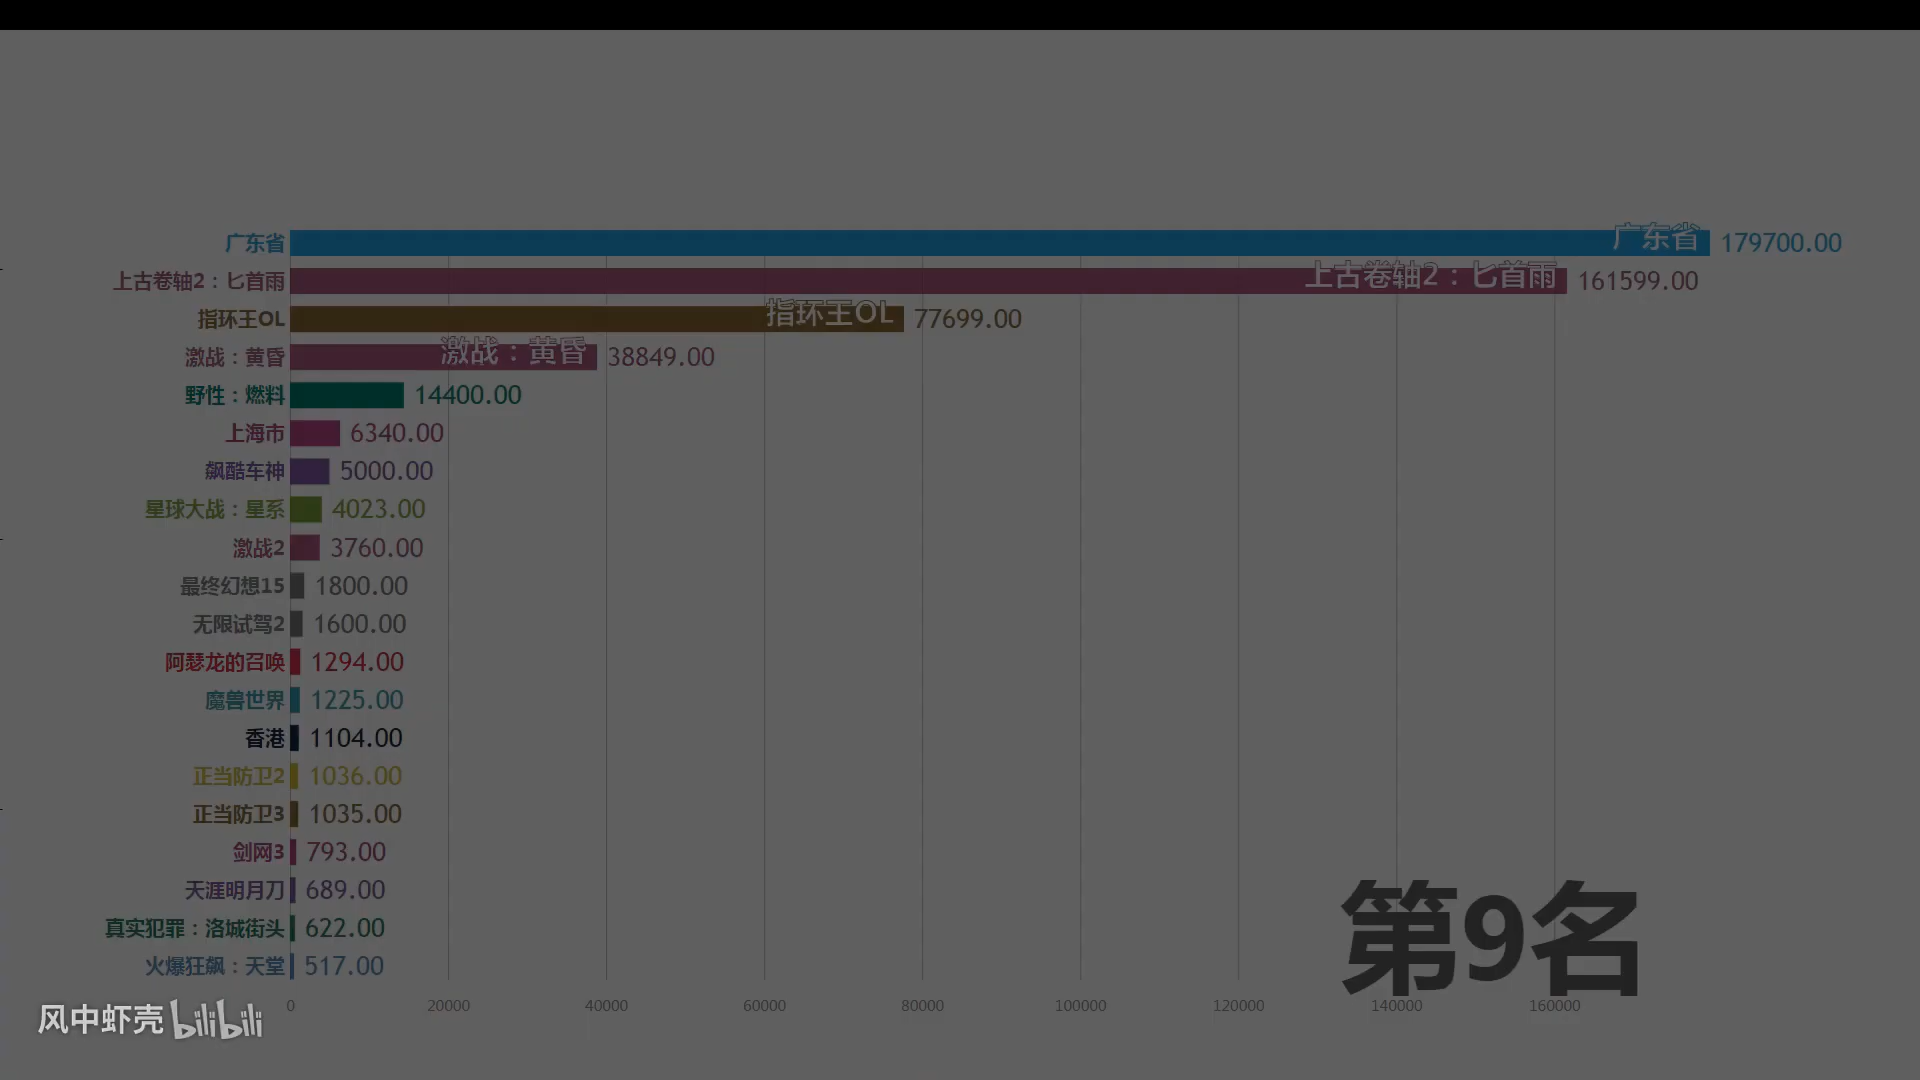 广东省 广东省 179700.00
上古卷轴2：匕首雨 上古卷轴2：匕首雨 161599.00
指环王OL 指环王OL 77699.00
激战：黄昏 激战：黄昏 38849.00
野性：燃料 14400.00
上海市 6340.00
飙酷车神 5000.00
星球大战：星系 4023.00
激战2 3760.00
最终幻想15 1800.00
无限试驾2 1600.00
阿瑟龙的召唤 1294.00
魔兽世界 1225.00
香港 1104.00
正当防卫2 1036.00
正当防卫3 1035.00
剑网3 793.00
天涯明月刀 689.00
真实犯罪：洛城街头 622.00
火爆狂飙：天堂 517.00
第9名
0 20000 40000 60000 80000 100000 120000 140000 160000
风中虾壳 bilibili